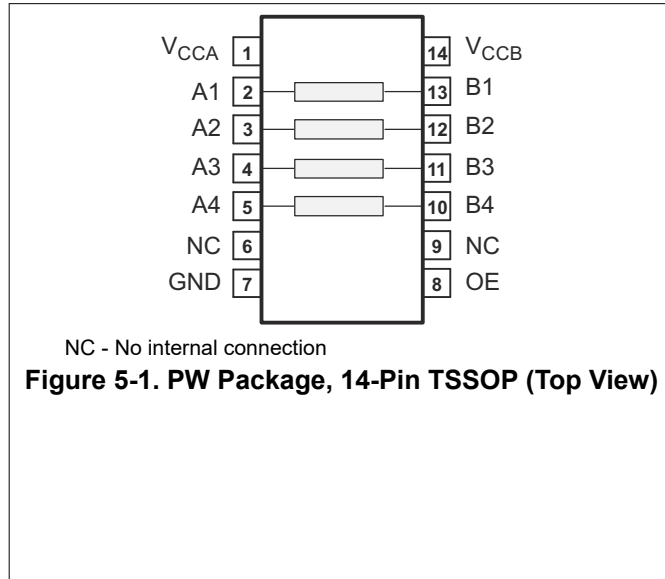 VCCA 1 14 VCCB
A1 2 13 B1
A2 3 12 B2
A3 4 11 B3
A4 5 10 B4
NC 6 9 NC
GND 7 8 OE
NC - No internal connection
Figure 5-1. PW Package, 14-Pin TSSOP (Top View)